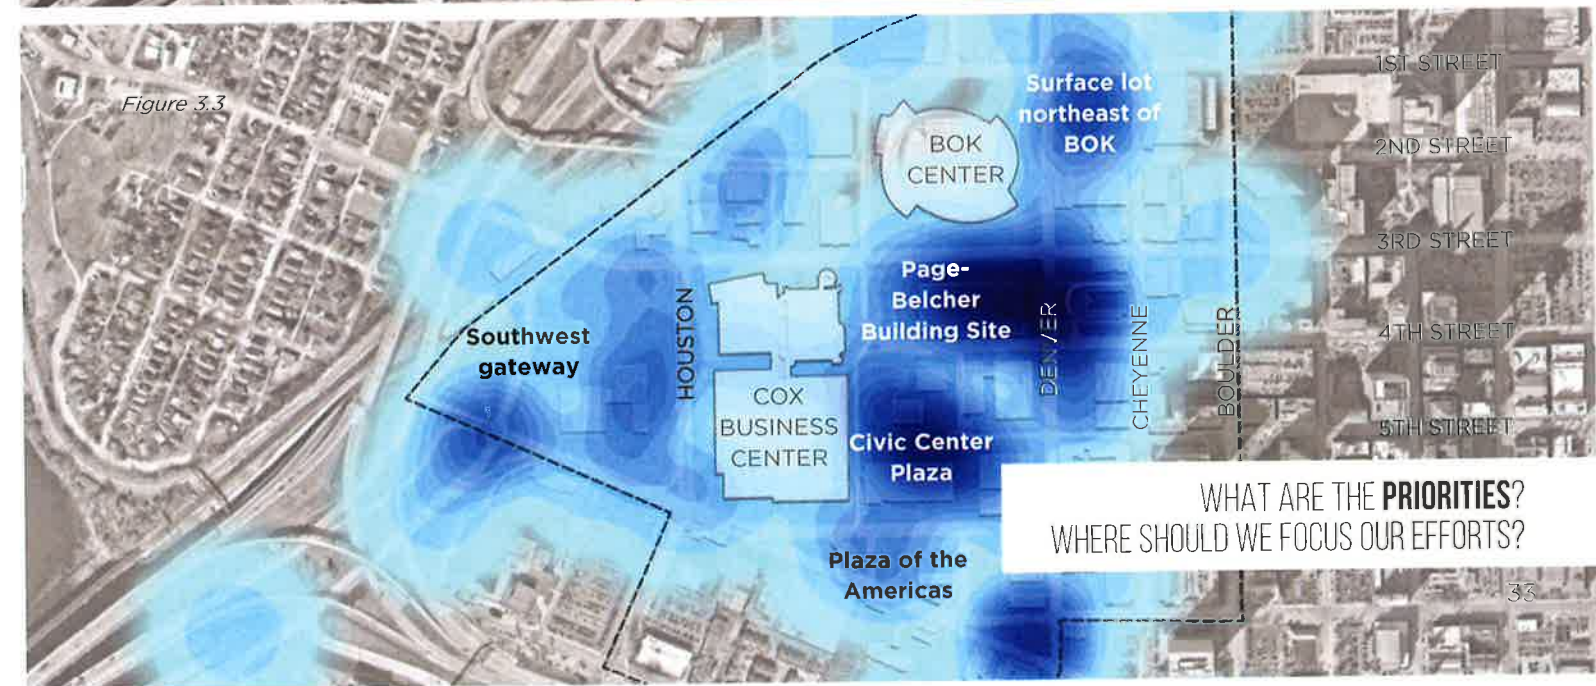 Figure 3.3
Surface lot
northeast of
BOK
BOK
CENTER
1ST STREET
2ND STREET
3RD STREET
Page-
Belcher
Building Site
Southwest
gateway
HOUSTON
DENVER
CHEYENNE
BOULDER
4TH STREET
COX
BUSINESS
CENTER
Civic Center
Plaza
5TH STREET
WHAT ARE THE PRIORITIES?
WHERE SHOULD WE FOCUS OUR EFFORTS?
Plaza of the
Americas
33